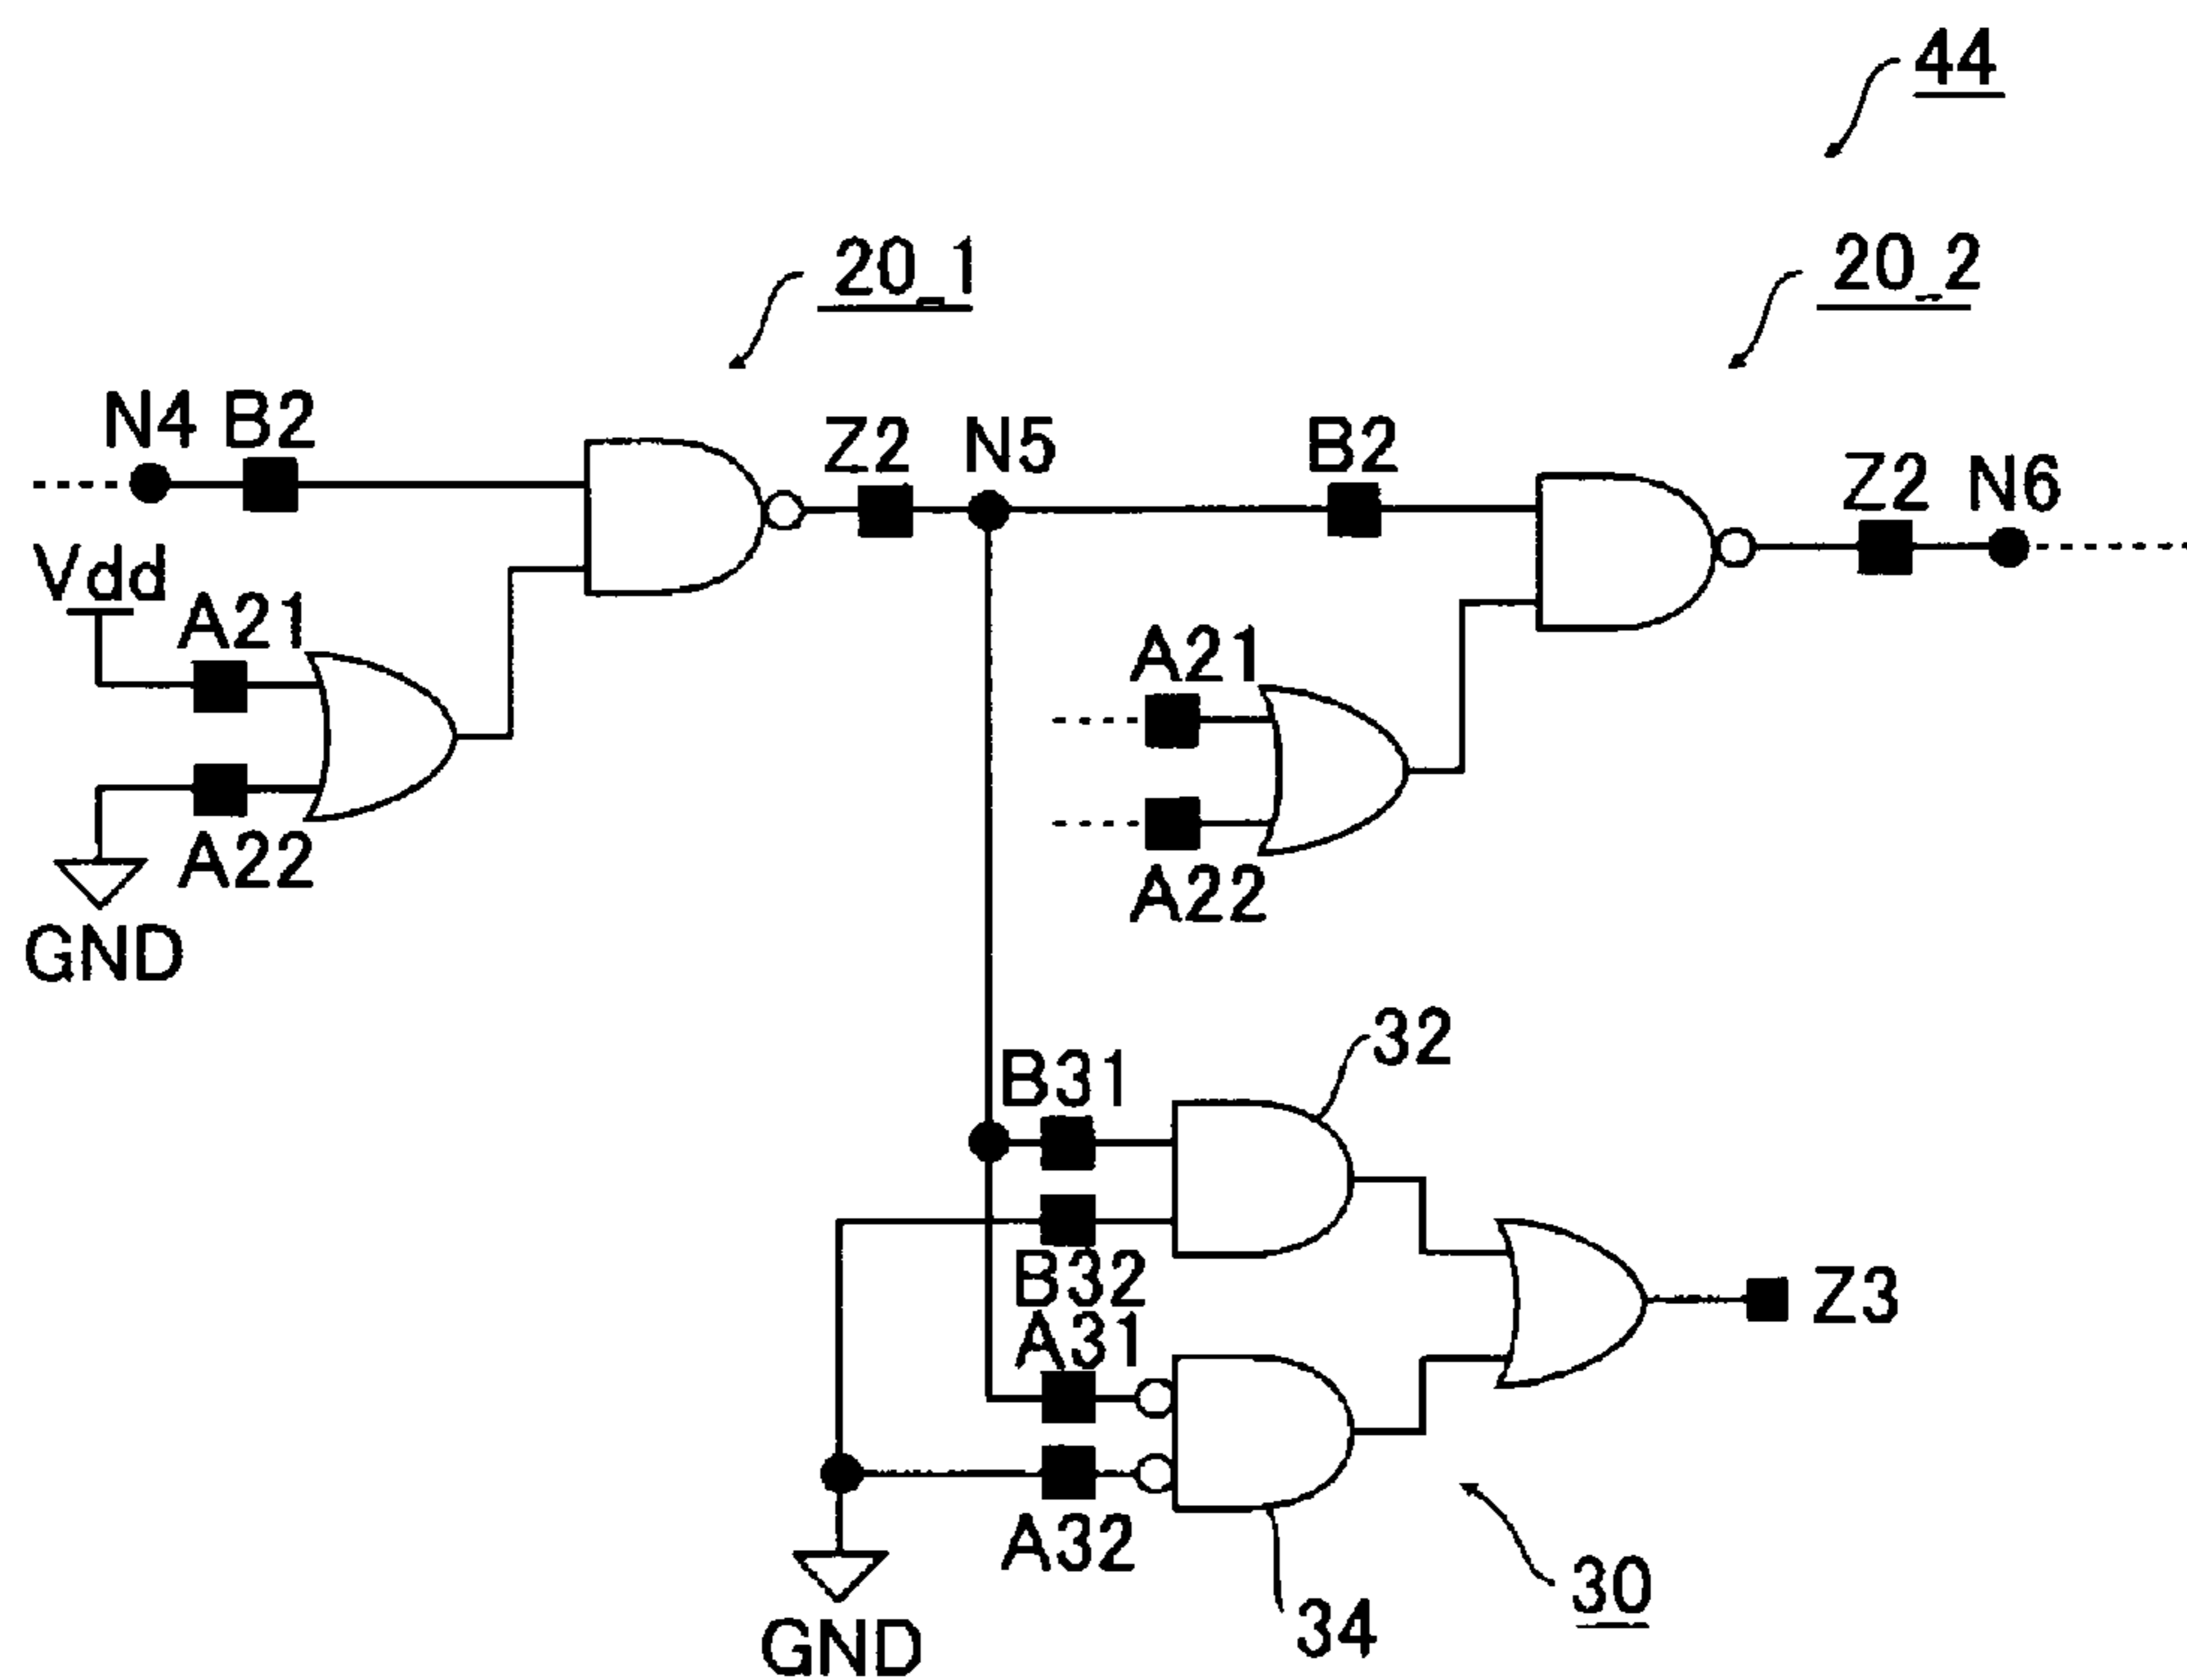 44
20_1
20_2
N4 B2
Z2 N5
B2
Z2 N6
Vdd
A21
A21
A22
A22
GND
32
B31
B32
A31
Z3
A32
30
34
GND